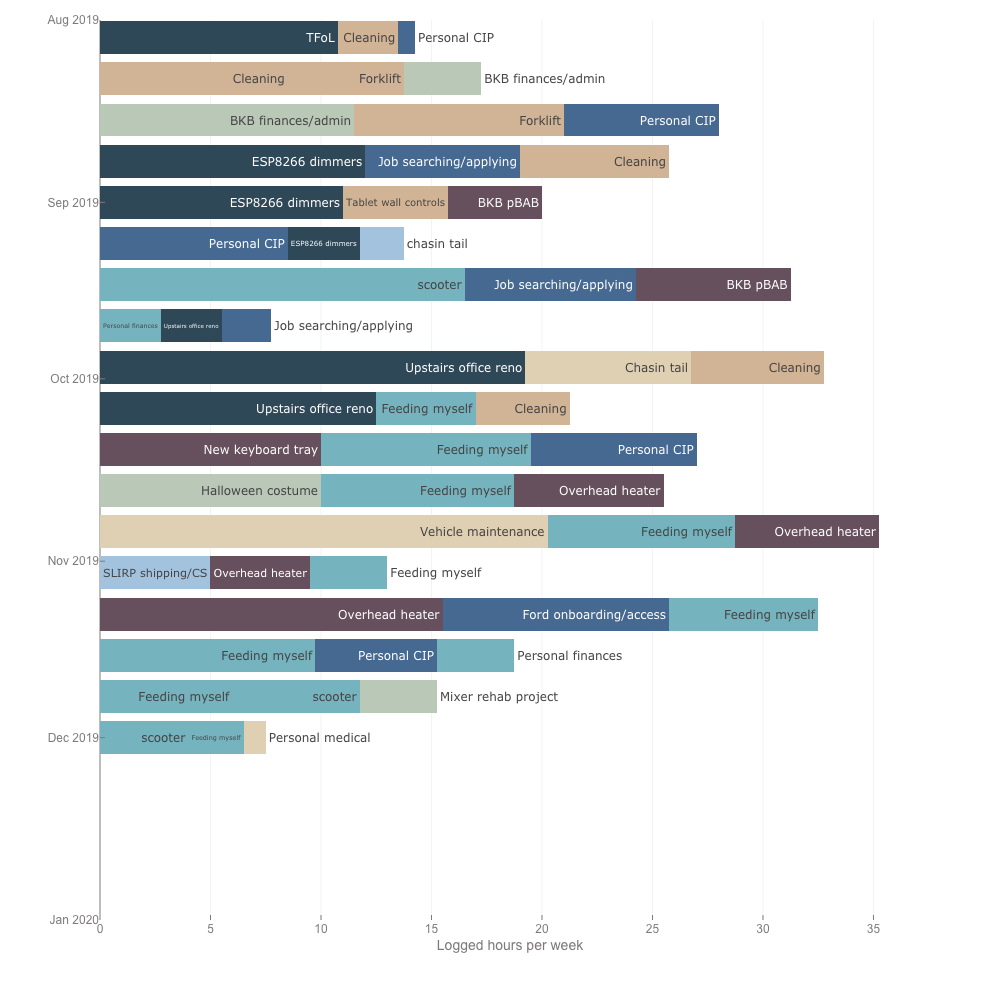 Aug 2019
TFoL Cleaning Personal CIP
Cleaning Forklift BKB finances/admin
BKB finances/admin Forklift Personal CIP
ESP8266 dimmers Job searching/applying Cleaning
Sep 2019 ESP8266 dimmers Tablet wall controls BKB pBAB
Personal CIP ESP8266 dimmers chasin tail
scooter Job searching/applying BKB pBAB
Personal finances Upstairs office reno Job searching/applying
Upstairs office reno Chasin tail Cleaning
Oct 2019
Upstairs office reno Feeding myself Cleaning
New keyboard tray Feeding myself Personal CIP
Halloween costume Feeding myself Overhead heater
Vehicle maintenance Feeding myself Overhead heater
Nov 2019
SLIRP shipping/CS Overhead heater Feeding myself
Overhead heater Ford onboarding/access Feeding myself
Feeding myself Personal CIP Personal finances
Feeding myself scooter Mixer rehab project
Dec 2019 scooter Feeding myself Personal medical
Jan 2020
0 5 10 15 20 25 30 35
Logged hours per week